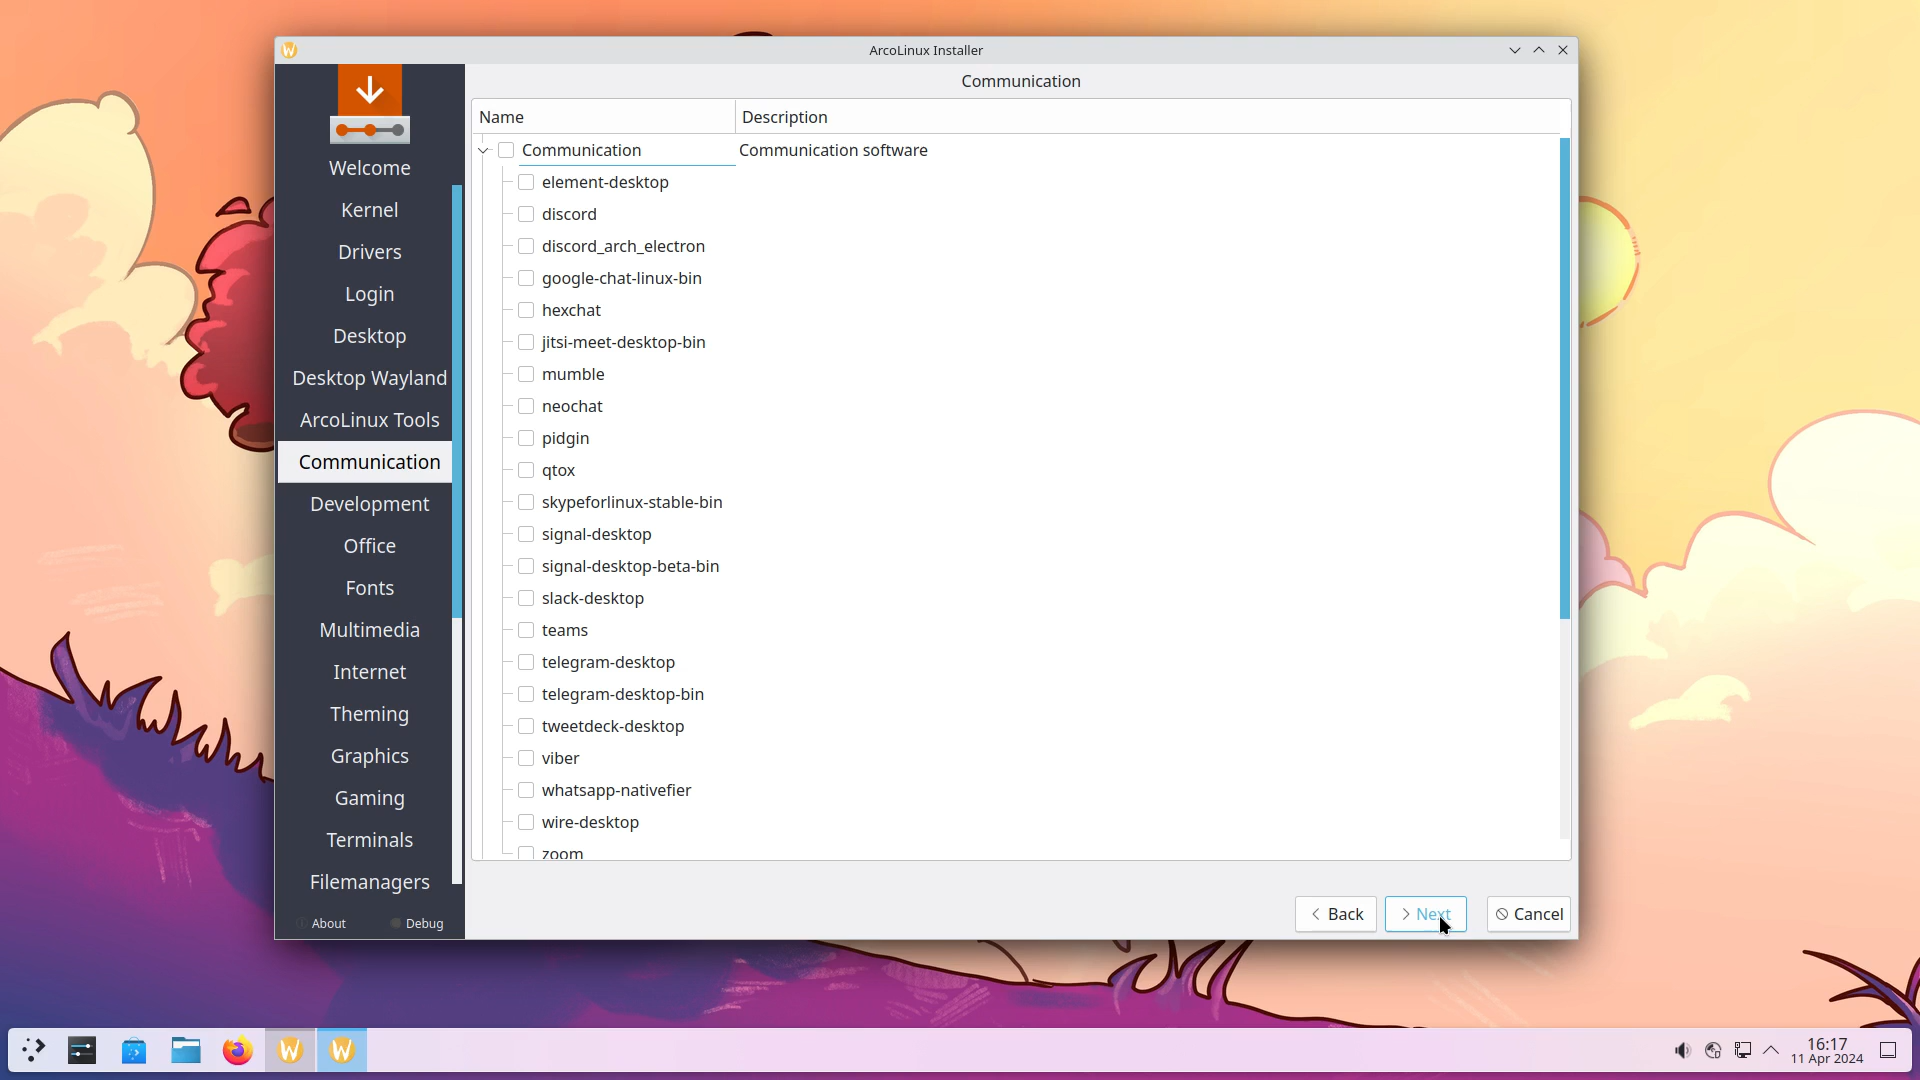 ArcoLinux Installer
Welcome
Kernel
Drivers
Login
Desktop
Desktop Wayland
ArcoLinux Tools
Communication
Development
Office
Fonts
Multimedia
Internet
Theming
Graphics
Gaming
Terminals
Filemanagers
About Debug
Communication
Name Description
Communication Communication software
element-desktop
discord
discord_arch_electron
google-chat-linux-bin
hexchat
jitsi-meet-desktop-bin
mumble
neochat
pidgin
qtox
skypeforlinux-stable-bin
signal-desktop
signal-desktop-beta-bin
slack-desktop
teams
telegram-desktop
telegram-desktop-bin
tweetdeck-desktop
viber
whatsapp-nativefier
wire-desktop
zoom
Back Next Cancel
16:17
11 Apr 2024